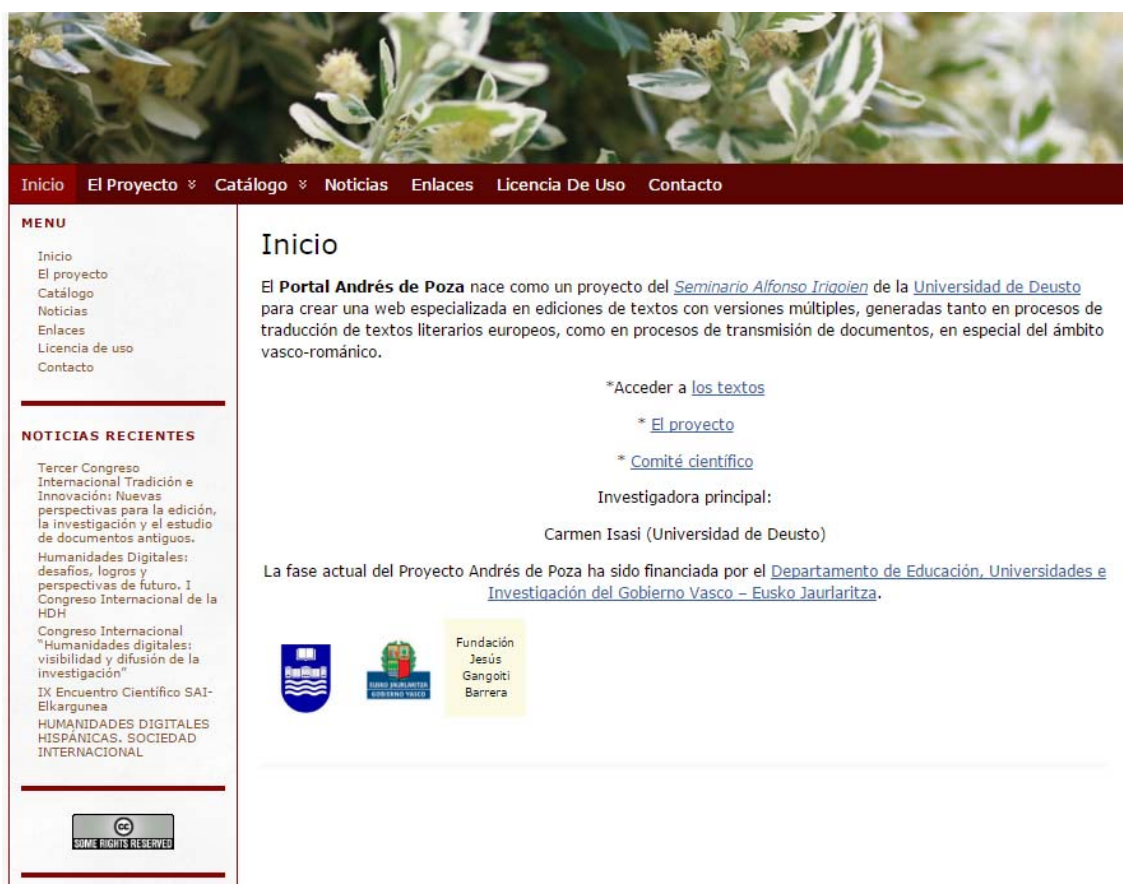 Inicio El Proyecto Catálogo Noticias Enlaces Licencia De Uso Contacto
MENU
Inicio
El proyecto
Catálogo
Noticias
Enlaces
Licencia de uso
Contacto
NOTICIAS RECIENTES
Tercer Congreso
Internacional Tradición e
Innovación: Nuevas
perspectivas para la edición,
la investigación y el estudio
de documentos antiguos.
Humanidades Digitales:
desafíos, logros y
perspectivas de futuro. I
Congreso Internacional de la
HDH
Congreso Internacional
"Humanidades digitales:
visibilidad y difusión de la
investigación"
IX Encuentro Científico SAI-
Elkargunea
HUMANIDADES DIGITALES
HISPÁNICAS. SOCIEDAD
INTERNACIONAL
cc
SOME RIGHTS RESERVED
Inicio
El Portal Andrés de Poza nace como un proyecto del Seminario Alfonso Irigoien de la Universidad de Deusto
para crear una web especializada en ediciones de textos con versiones múltiples, generadas tanto en procesos de
traducción de textos literarios europeos, como en procesos de transmisión de documentos, en especial del ámbito
vasco-románico.
*Acceder a los textos
* El proyecto
* Comité científico
Investigadora principal:
Carmen Isasi (Universidad de Deusto)
La fase actual del Proyecto Andrés de Poza ha sido financiada por el Departamento de Educación, Universidades e
Investigación del Gobierno Vasco – Eusko Jaurlaritza.
EUSKO JAURLARITZA
GOBIERNO VASCO
Fundación
Jesús
Gangoiti
Barrera